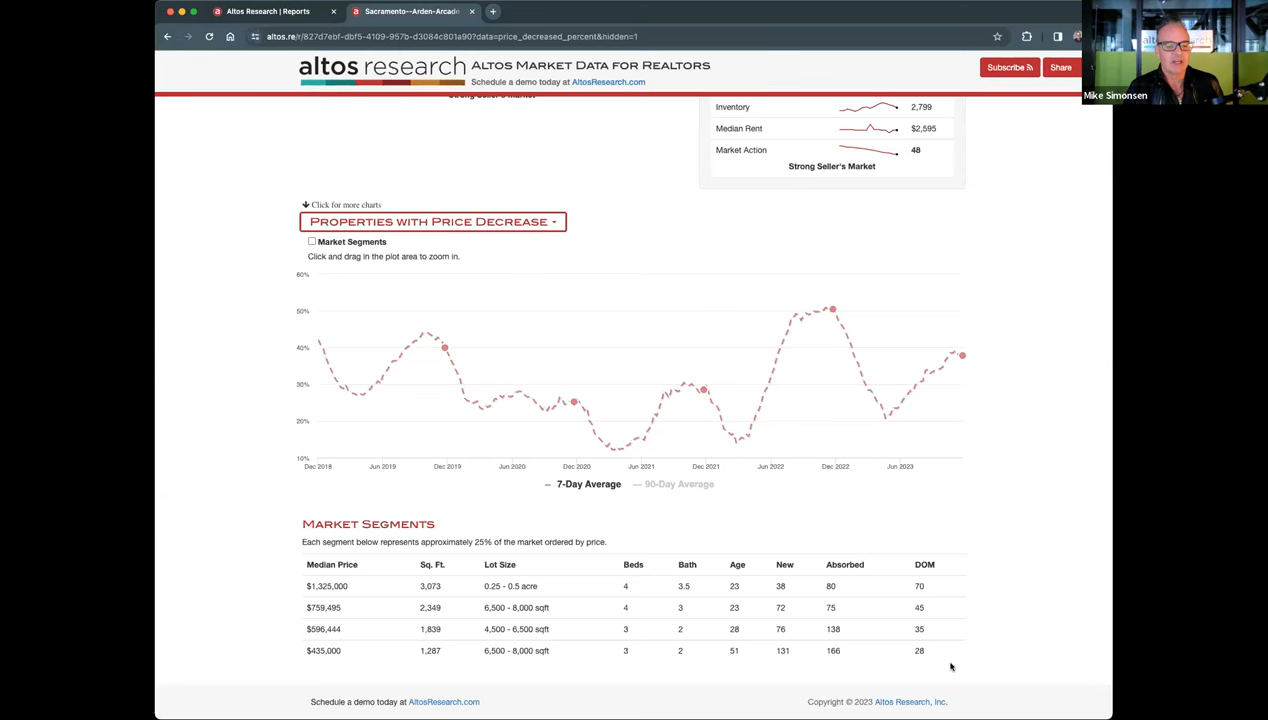 Altos Research | Reports
Sacramento--Arden-Arcade
altos.re/r/827d7ebf-dbf5-4109-957b-d3084c801a90?data=price_decreased_percent&hidden=1
altos research
ALTOS MARKET DATA FOR REALTORS
Schedule a demo today at AltosResearch.com
Subscribe
Share
Mike Simonsen
Strong Seller's Market
Inventory 2,799
Median Rent $2,595
Market Action 48
Strong Seller's Market
Click for more charts
PROPERTIES WITH PRICE DECREASE
Market Segments
Click and drag in the plot area to zoom in.
60%
50%
40%
30%
20%
10%
Dec 2018 Jun 2019 Dec 2019 Jun 2020 Dec 2020 Jun 2021 Dec 2021 Jun 2022 Dec 2022 Jun 2023
7-Day Average 90-Day Average
MARKET SEGMENTS
Each segment below represents approximately 25% of the market ordered by price.
Median Price Sq. Ft. Lot Size Beds Bath Age New Absorbed DOM
$1,325,000 3,073 0.25 - 0.5 acre 4 3.5 23 38 80 70
$759,495 2,349 6,500 - 8,000 sqft 4 3 23 72 75 45
$596,444 1,839 4,500 - 6,500 sqft 3 2 28 76 138 35
$435,000 1,287 6,500 - 8,000 sqft 3 2 51 131 166 28
Schedule a demo today at AltosResearch.com
Copyright © 2023 Altos Research, Inc.